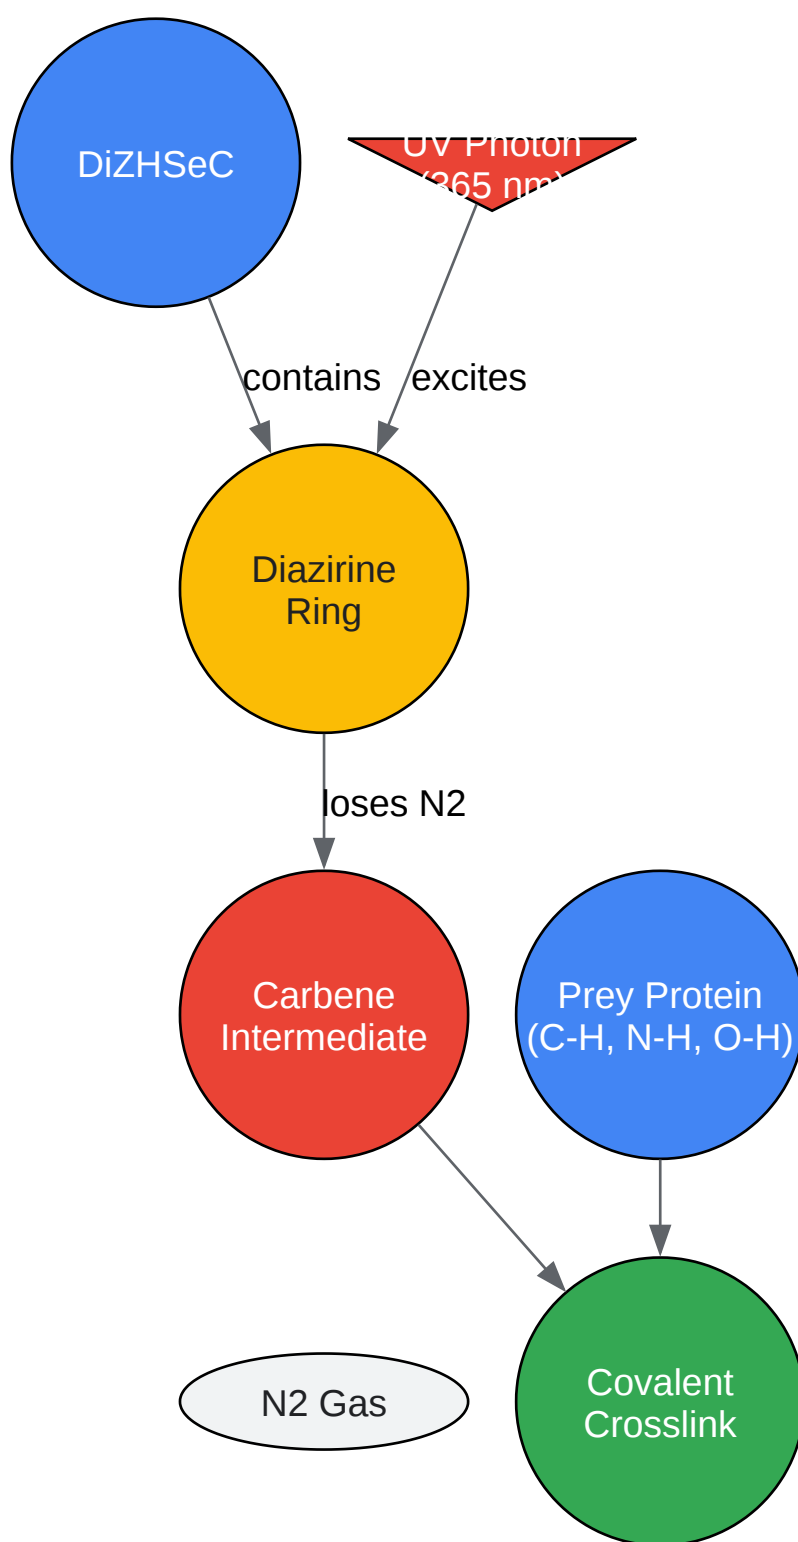 DiZHSeC
UV Photon
(365 nm)
contains
excites
Diazirine
Ring
loses N2
Carbene
Intermediate
Prey Protein
(C-H, N-H, O-H)
N2 Gas
Covalent
Crosslink